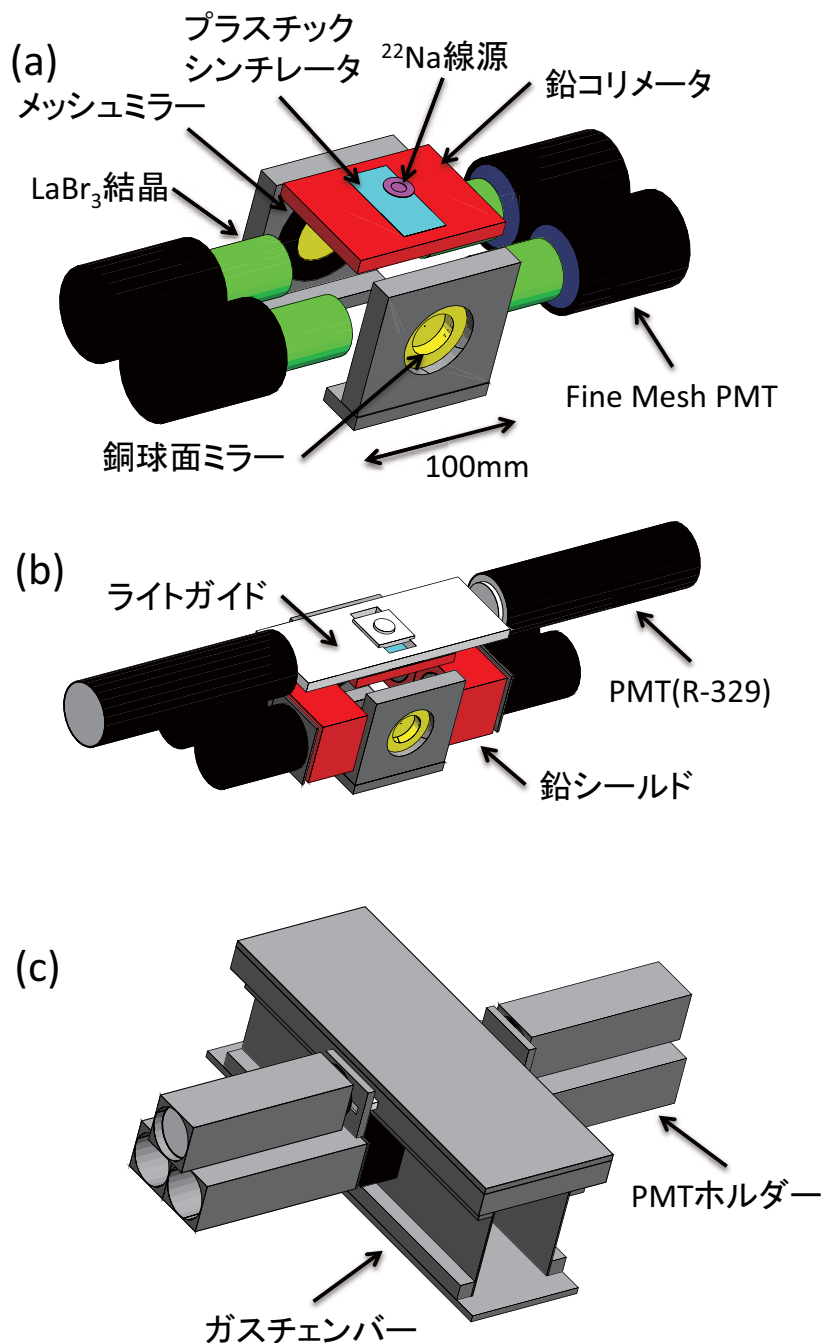 (a)
プラスチック
シンチレータ
²²Na線源
鉛コリメータ
メッシュミラー
LaBr₃結晶
Fine Mesh PMT
銅球面ミラー
100mm
(b)
ライトガイド
PMT(R-329)
鉛シールド
(c)
PMTホルダー
ガスチェンバー